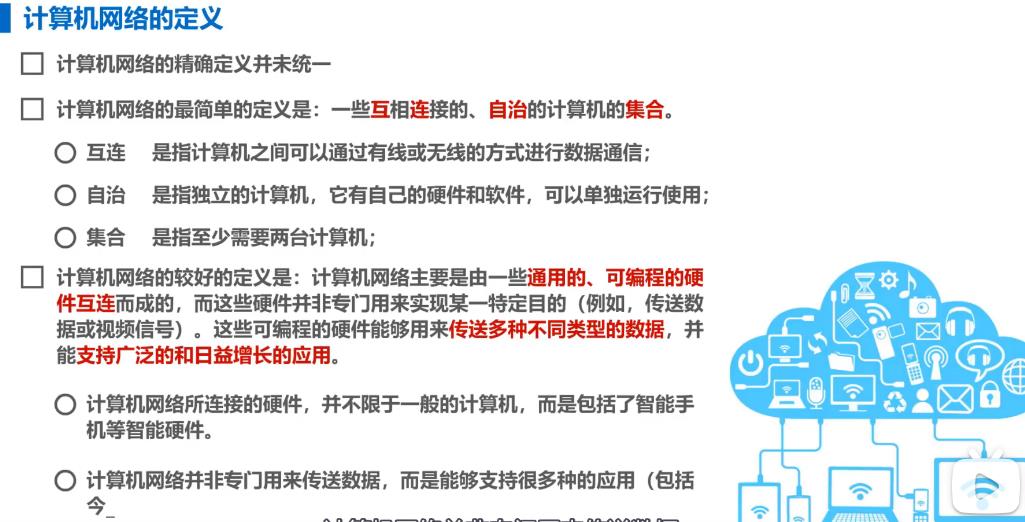 计算机网络的定义
计算机网络的精确定义并未统一
计算机网络的最简单的定义是：一些互相连接的、自治的计算机的集合。
互连 是指计算机之间可以通过有线或无线的方式进行数据通信；
自治 是指独立的计算机，它有自己的硬件和软件，可以单独运行使用；
集合 是指至少需要两台计算机；
计算机网络的较好的定义是：计算机网络主要是由一些通用的、可编程的硬
件互连而成的，而这些硬件并非专门用来实现某一特定目的（例如，传送数
据或视频信号）。这些可编程的硬件能够用来传送多种不同类型的数据，并
能支持广泛的和日益增长的应用。
计算机网络所连接的硬件，并不限于一般的计算机，而是包括了智能手
机等智能硬件。
计算机网络并非专门用来传送数据，而是能够支持很多种的应用（包括
今_